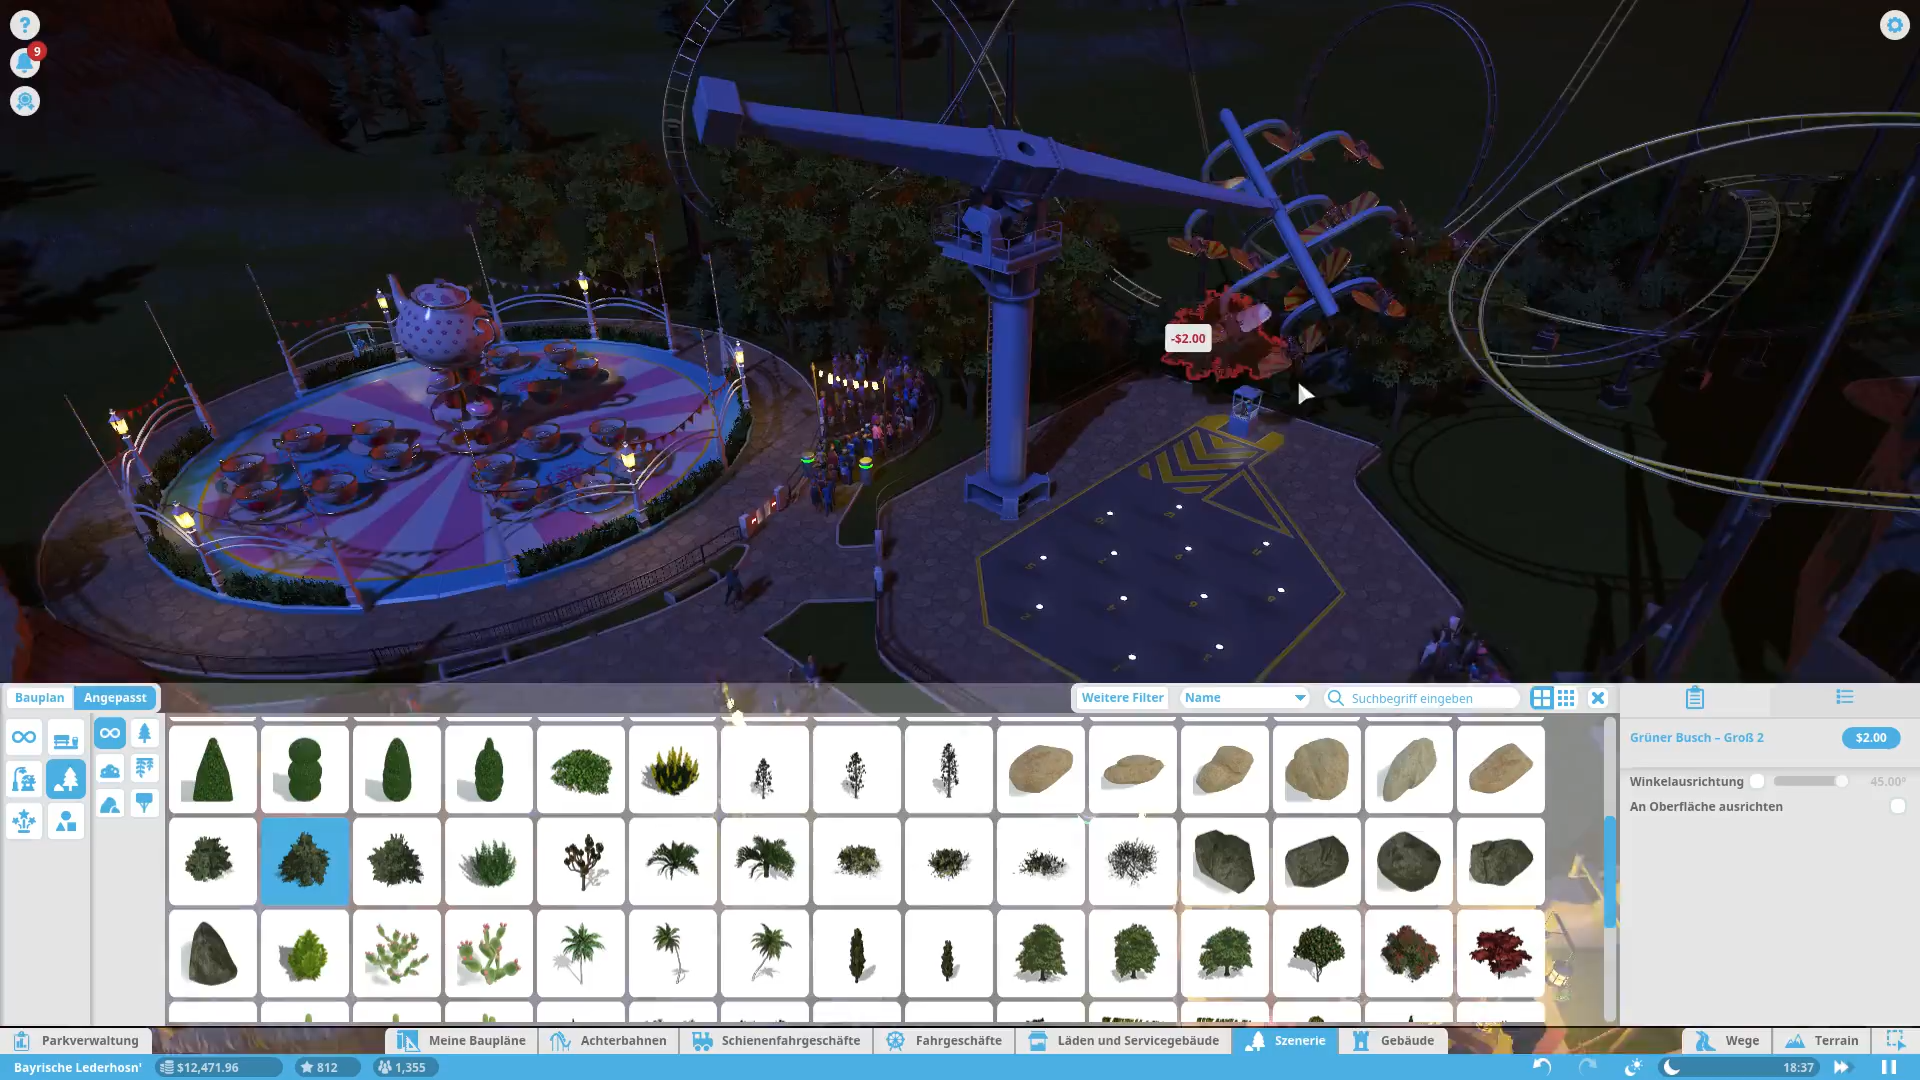 ?
9
-$2.00
Bauplan
Angepasst
Weitere Filter
Name
Suchbegriff eingeben
Grüner Busch – Groß 2
$2.00
Winkelausrichtung
45.00°
An Oberfläche ausrichten
Parkverwaltung
Meine Baupläne
Achterbahnen
Schienenfahrgeschäfte
Fahrgeschäfte
Läden und Servicegebäude
Szenerie
Gebäude
Wege
Terrain
Bayrische Lederhosn'
$12,471.96
812
1,355
18:37